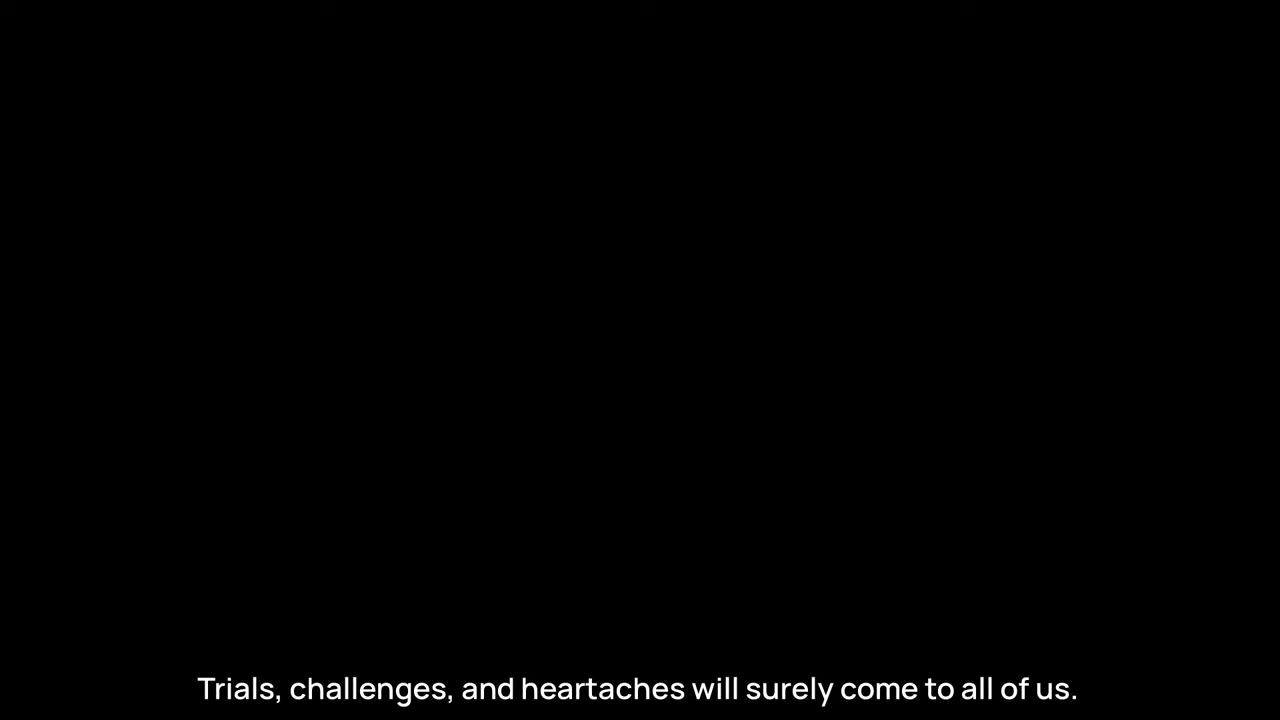 Trials, challenges, and heartaches will surely come to all of us.